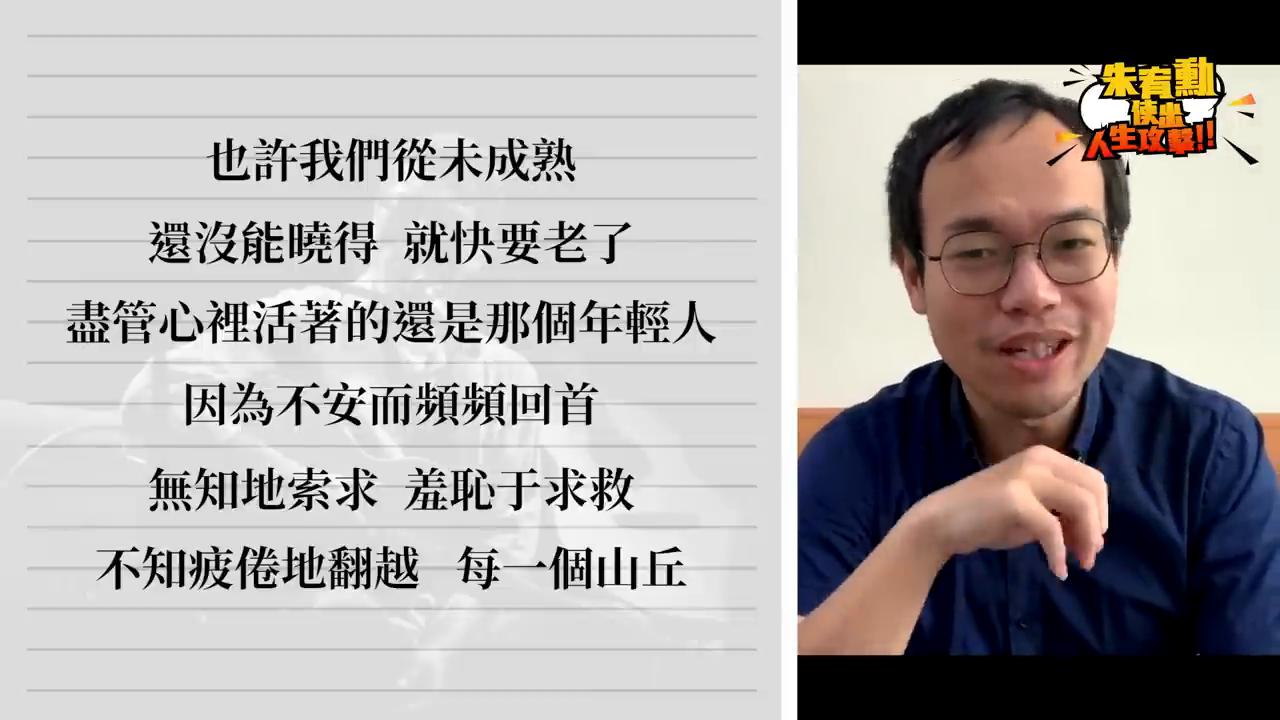 也許我們從未成熟
還沒能曉得 就快要老了
盡管心裡活著的還是那個年輕人
因為不安而頻頻回首
無知地索求 羞恥于求救
不知疲倦地翻越 每一個山丘
朱宥勳
使出
人生攻擊!!